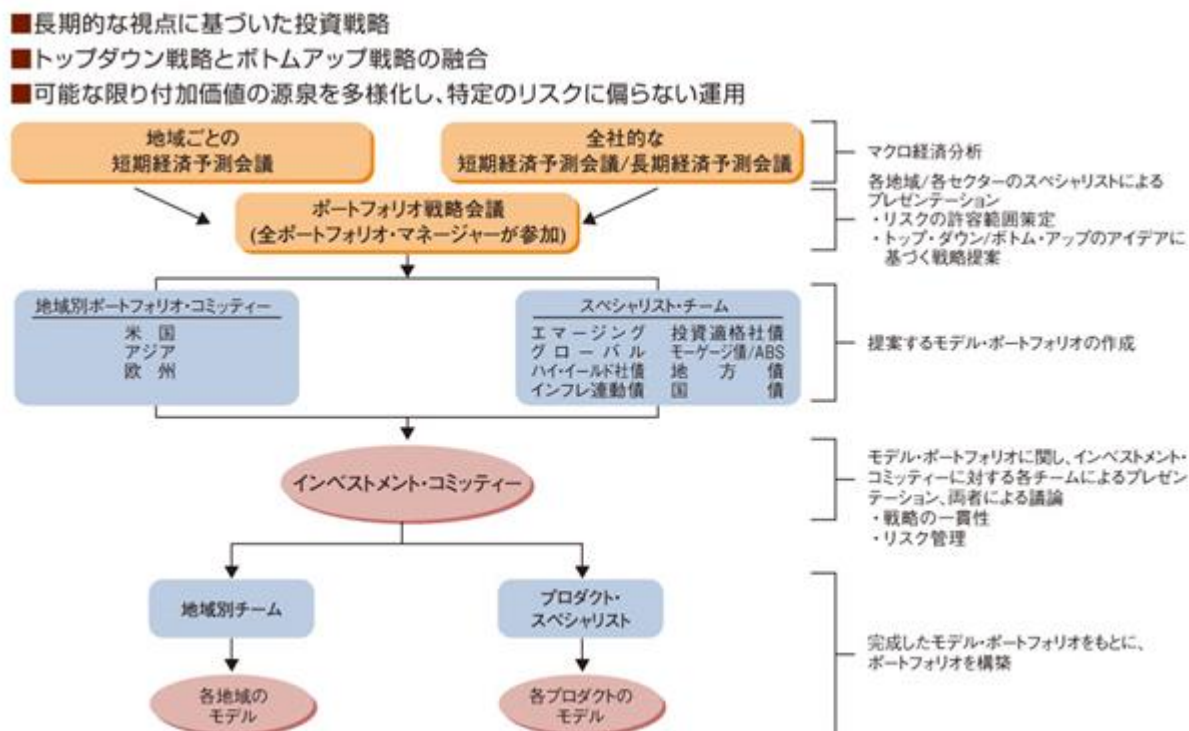 ■長期的な視点に基づいた投資戦略
■トップダウン戦略とボトムアップ戦略の融合
■可能な限り付加価値の源泉を多様化し、特定のリスクに偏らない運用
地域ごとの
短期経済予測会議
全社的な
短期経済予測会議/長期経済予測会議
マクロ経済分析
ポートフォリオ戦略会議
(全ポートフォリオ・マネージャーが参加)
各地域/各セクターのスペシャリストによる
プレゼンテーション
・リスクの許容範囲策定
・トップ・ダウン/ボトム・アップのアイデアに
基づく戦略提案
地域別ポートフォリオ・コミッティー
米 国
アジア
欧 州
スペシャリスト・チーム
エマージング 投資適格社債
グローバル モーゲージ債/ABS
ハイ・イールド社債 地方債
インフレ連動債 国債
提案するモデル・ポートフォリオの作成
インベストメント・コミッティー
モデル・ポートフォリオに関し、インベストメント・
コミッティーに対する各チームによるプレゼン
テーション、両者による議論
・戦略の一貫性
・リスク管理
地域別チーム
プロダクト・
スペシャリスト
完成したモデル・ポートフォリオをもとに、
ポートフォリオを構築
各地域の
モデル
各プロダクトの
モデル